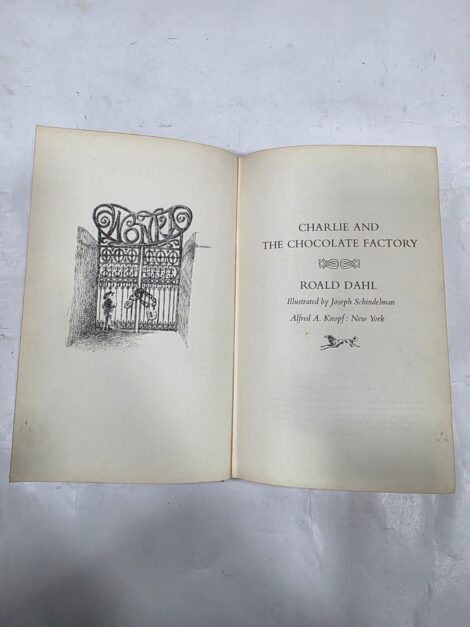 WONKA
CHARLIE AND
THE CHOCOLATE FACTORY
ROALD DAHL
Illustrated by Joseph Schindelman
Alfred A. Knopf : New York